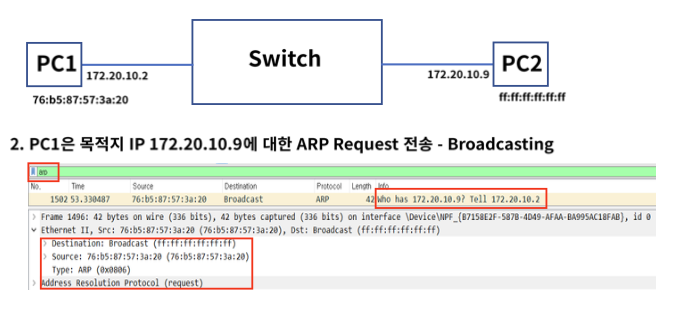 PC1
172.20.10.2
76:b5:87:57:3a:20
Switch
172.20.10.9
PC2
ff:ff:ff:ff:ff:ff
2. PC1은 목적지 IP 172.20.10.9에 대한 ARP Request 전송 - Broadcasting
arp
No. Time Source Destination Protocol Length Info
1502 53.330487 76:b5:87:57:3a:20 Broadcast ARP 42 Who has 172.20.10.9? Tell 172.20.10.2
> Frame 1496: 42 bytes on wire (336 bits), 42 bytes captured (336 bits) on interface \Device\NPF_{B7158E2F-587B-4D49-AFAA-BA995AC18FAB}, id 0
Ethernet II, Src: 76:b5:87:57:3a:20 (76:b5:87:57:3a:20), Dst: Broadcast (ff:ff:ff:ff:ff:ff)
> Destination: Broadcast (ff:ff:ff:ff:ff:ff)
> Source: 76:b5:87:57:3a:20 (76:b5:87:57:3a:20)
Type: ARP (0x0806)
> Address Resolution Protocol (request)